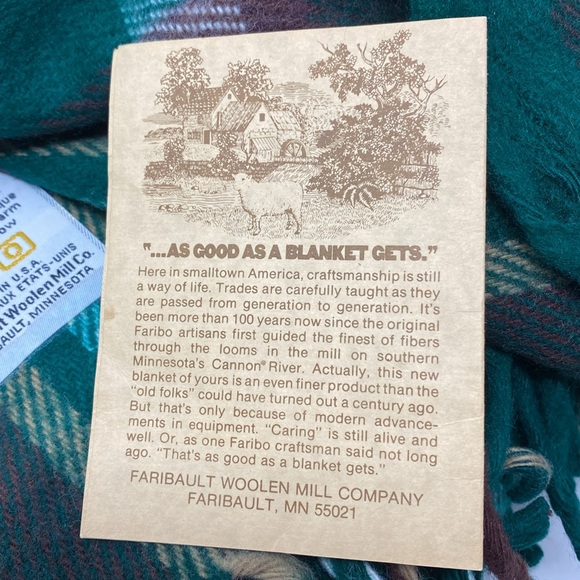 "...AS GOOD AS A BLANKET GETS."
Here in smalltown America, craftsmanship is still
a way of life. Trades are carefully taught as they
are passed from generation to generation. It's
been more than 100 years now since the original
Faribo artisans first guided the finest of fibers
through the looms in the mill on southern
Minnesota's Cannon® River. Actually, this new
blanket of yours is an even finer product than the
"old folks" could have turned out a century ago.
But that's only because of modern advance-
ments in equipment. "Caring" is still alive and
well. Or, as one Faribo craftsman said not long
ago. "That's as good as a blanket gets."
FARIBAULT WOOLEN MILL COMPANY
FARIBAULT, MN 55021
que
arm
ow
IN U.S.A.
AUX ETATS-UNIS
t Woolen Mill Co.
BAULT, MINNESOTA